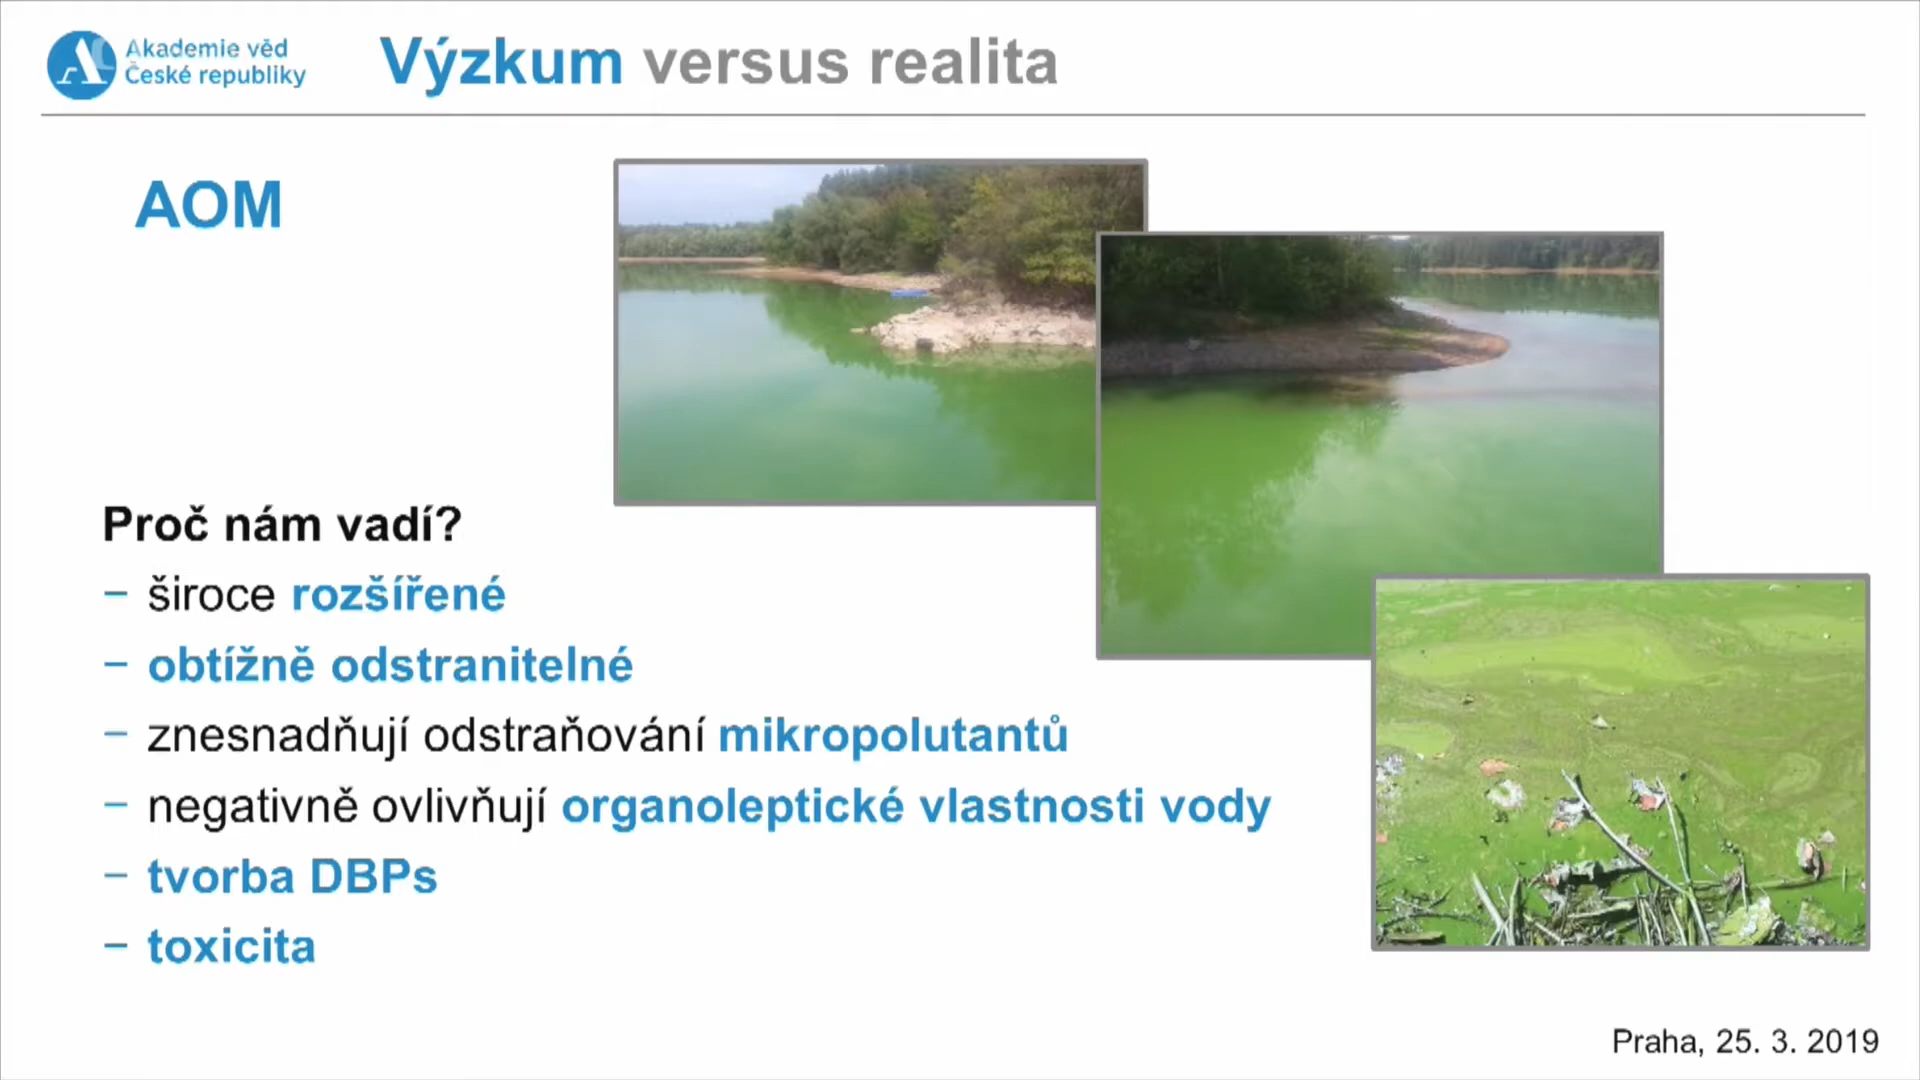 Akademie věd
České republiky
Výzkum versus realita
AOM
Proč nám vadí?
– široce rozšířené
– obtížně odstranitelné
– znesnadňují odstraňování mikropolutantů
– negativně ovlivňují organoleptické vlastnosti vody
– tvorba DBPs
– toxicita
Praha, 25. 3. 2019